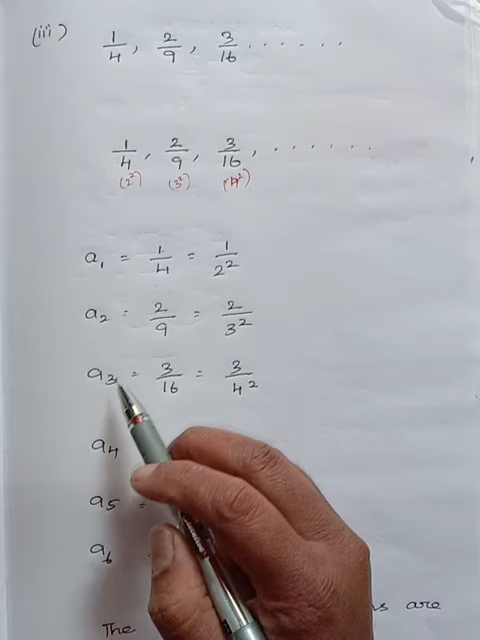 (iii) 1/4, 2/9, 3/16 . . . . . .
1/4, 2/9, 3/16, . . . . . . .
(2²) (3²) (4²)
a₁ = 1/4 = 1/2²
a₂ = 2/9 = 2/3²
a₃ = 3/16 = 3/4²
a₄
a₅ =
a₆
The are